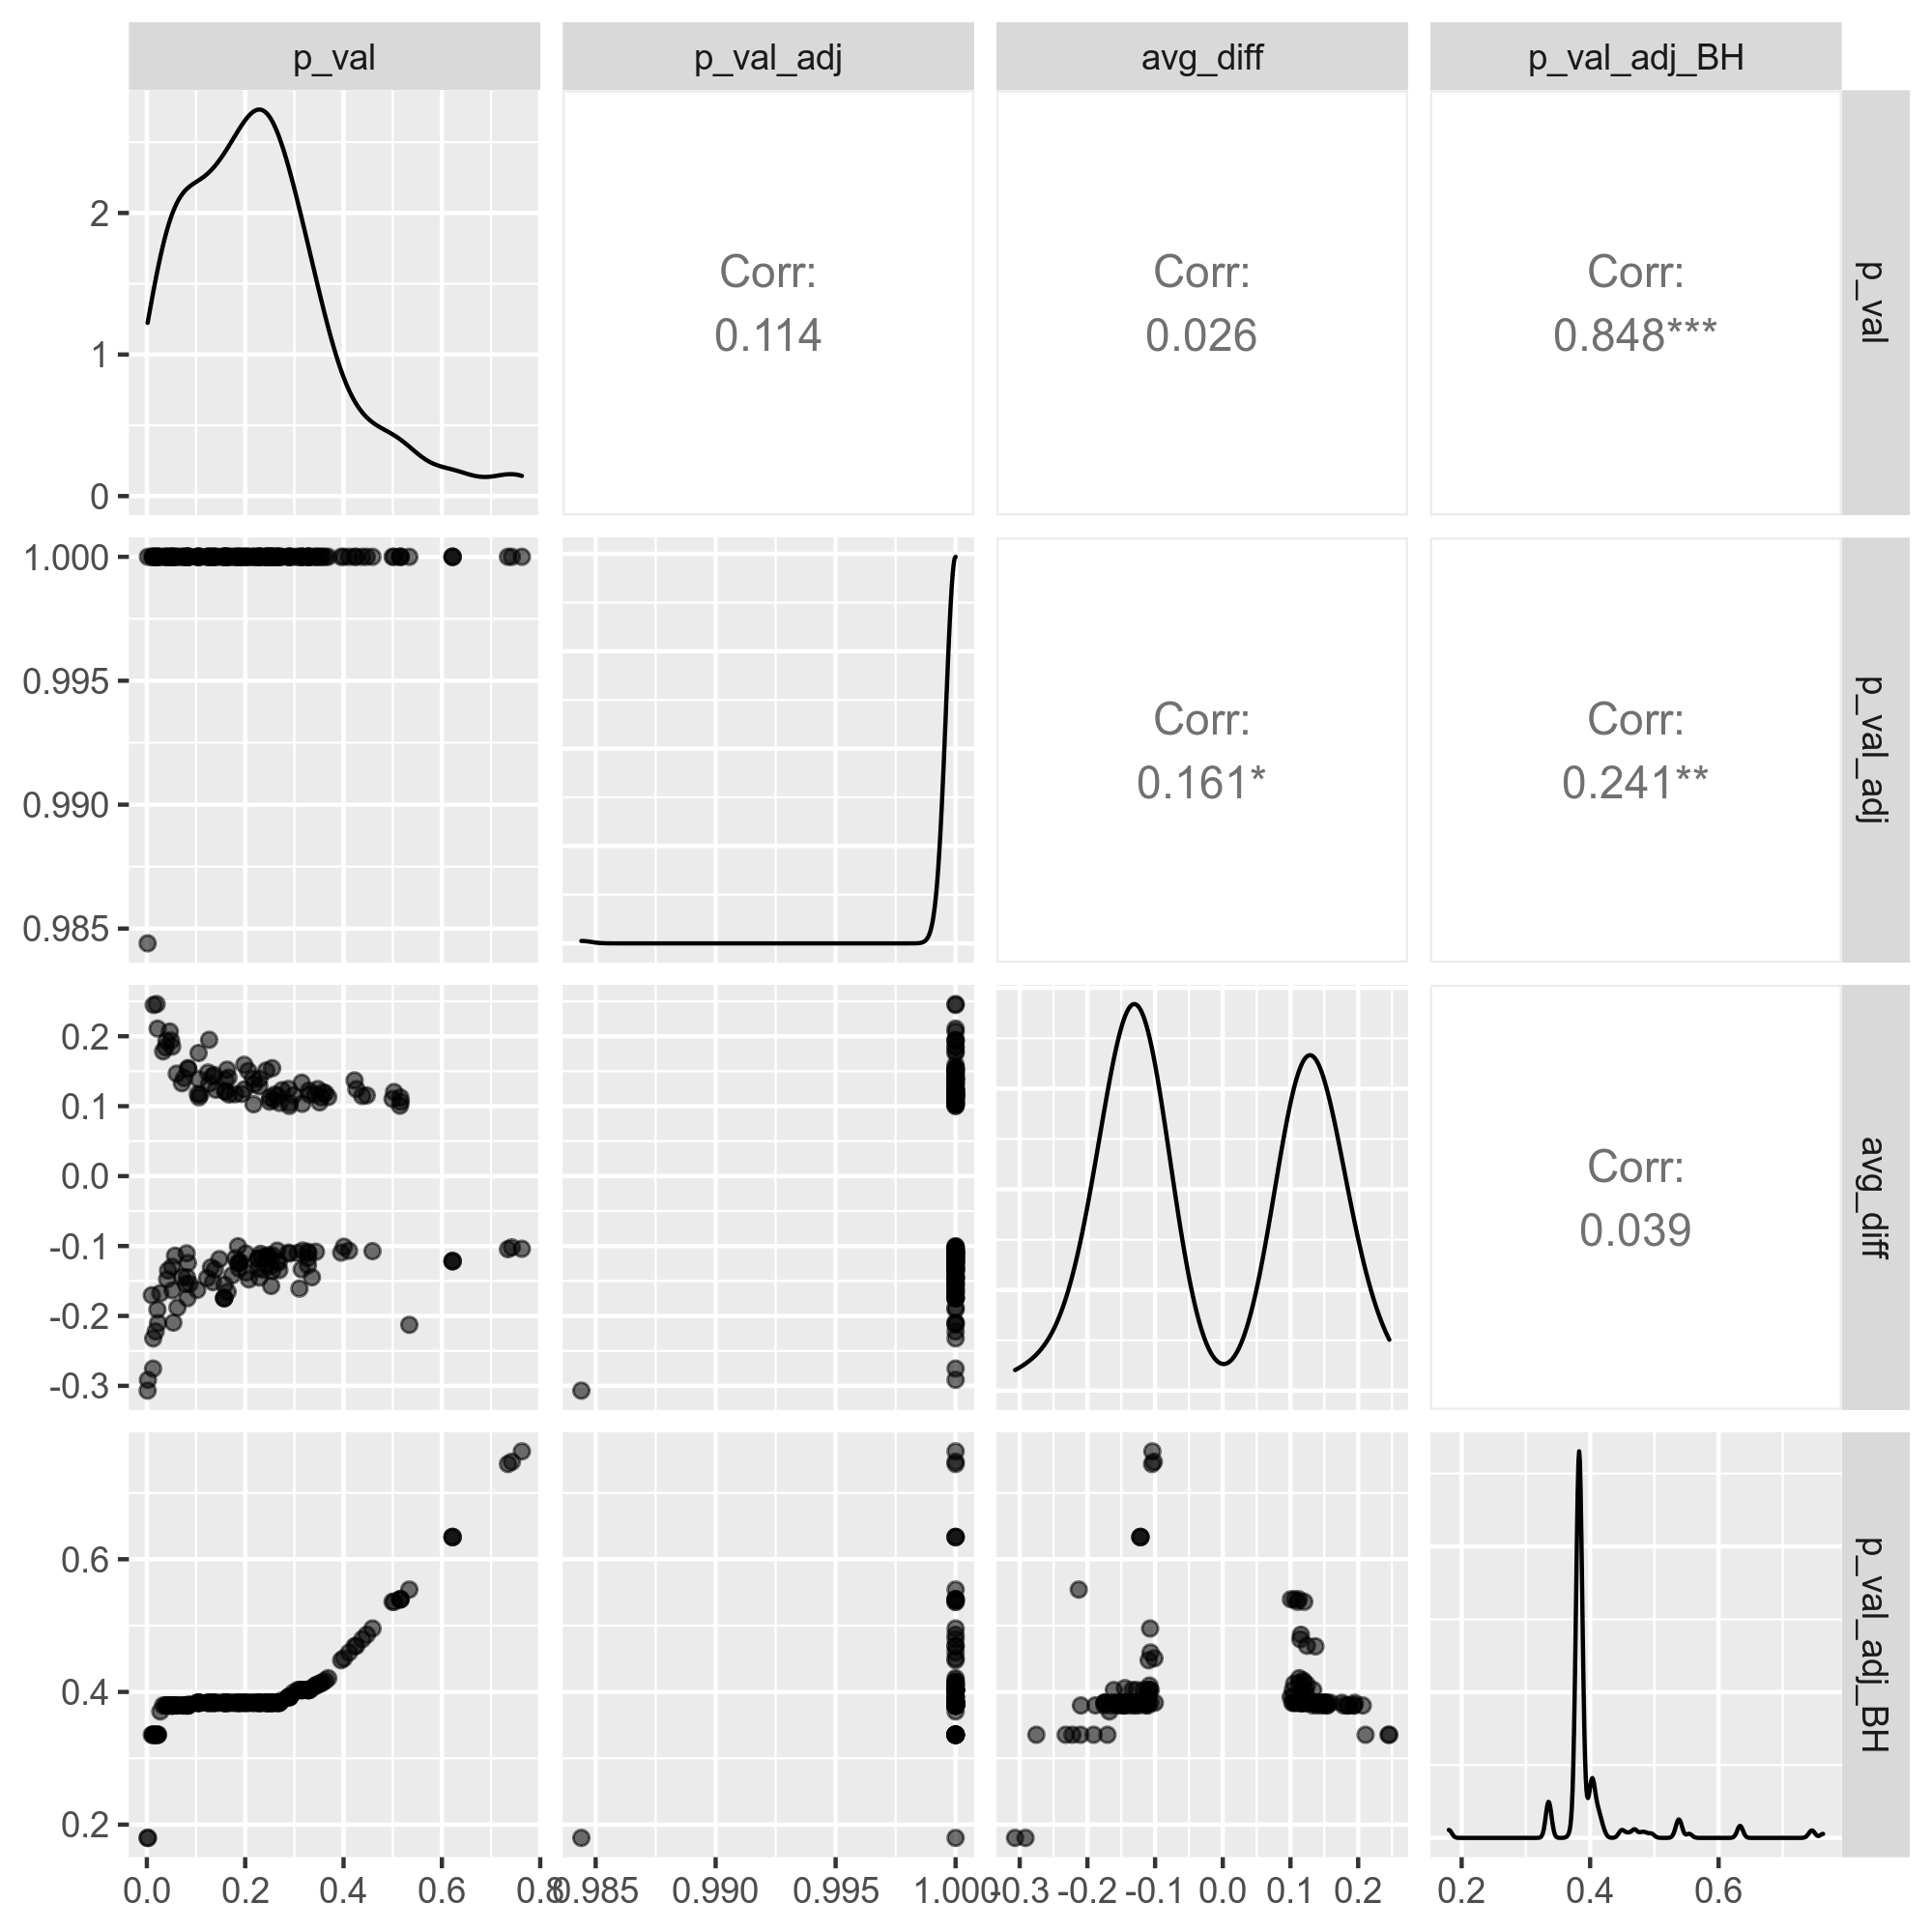 p_val p_val_adj avg_diff p_val_adj_BH
2
1
0
Corr:
0.114
Corr:
0.026
Corr:
0.848***
p_val
1.000
0.995
0.990
0.985
Corr:
0.161*
Corr:
0.241**
p_val_adj
0.2
0.1
0.0
-0.1
-0.2
-0.3
Corr:
0.039
avg_diff
0.6
0.4
0.2
p_val_adj_BH
0.0 0.2 0.4 0.6 0.8
0.985 0.990 0.995 1.000
-0.3 -0.2 -0.1 0.0 0.1 0.2
0.2 0.4 0.6